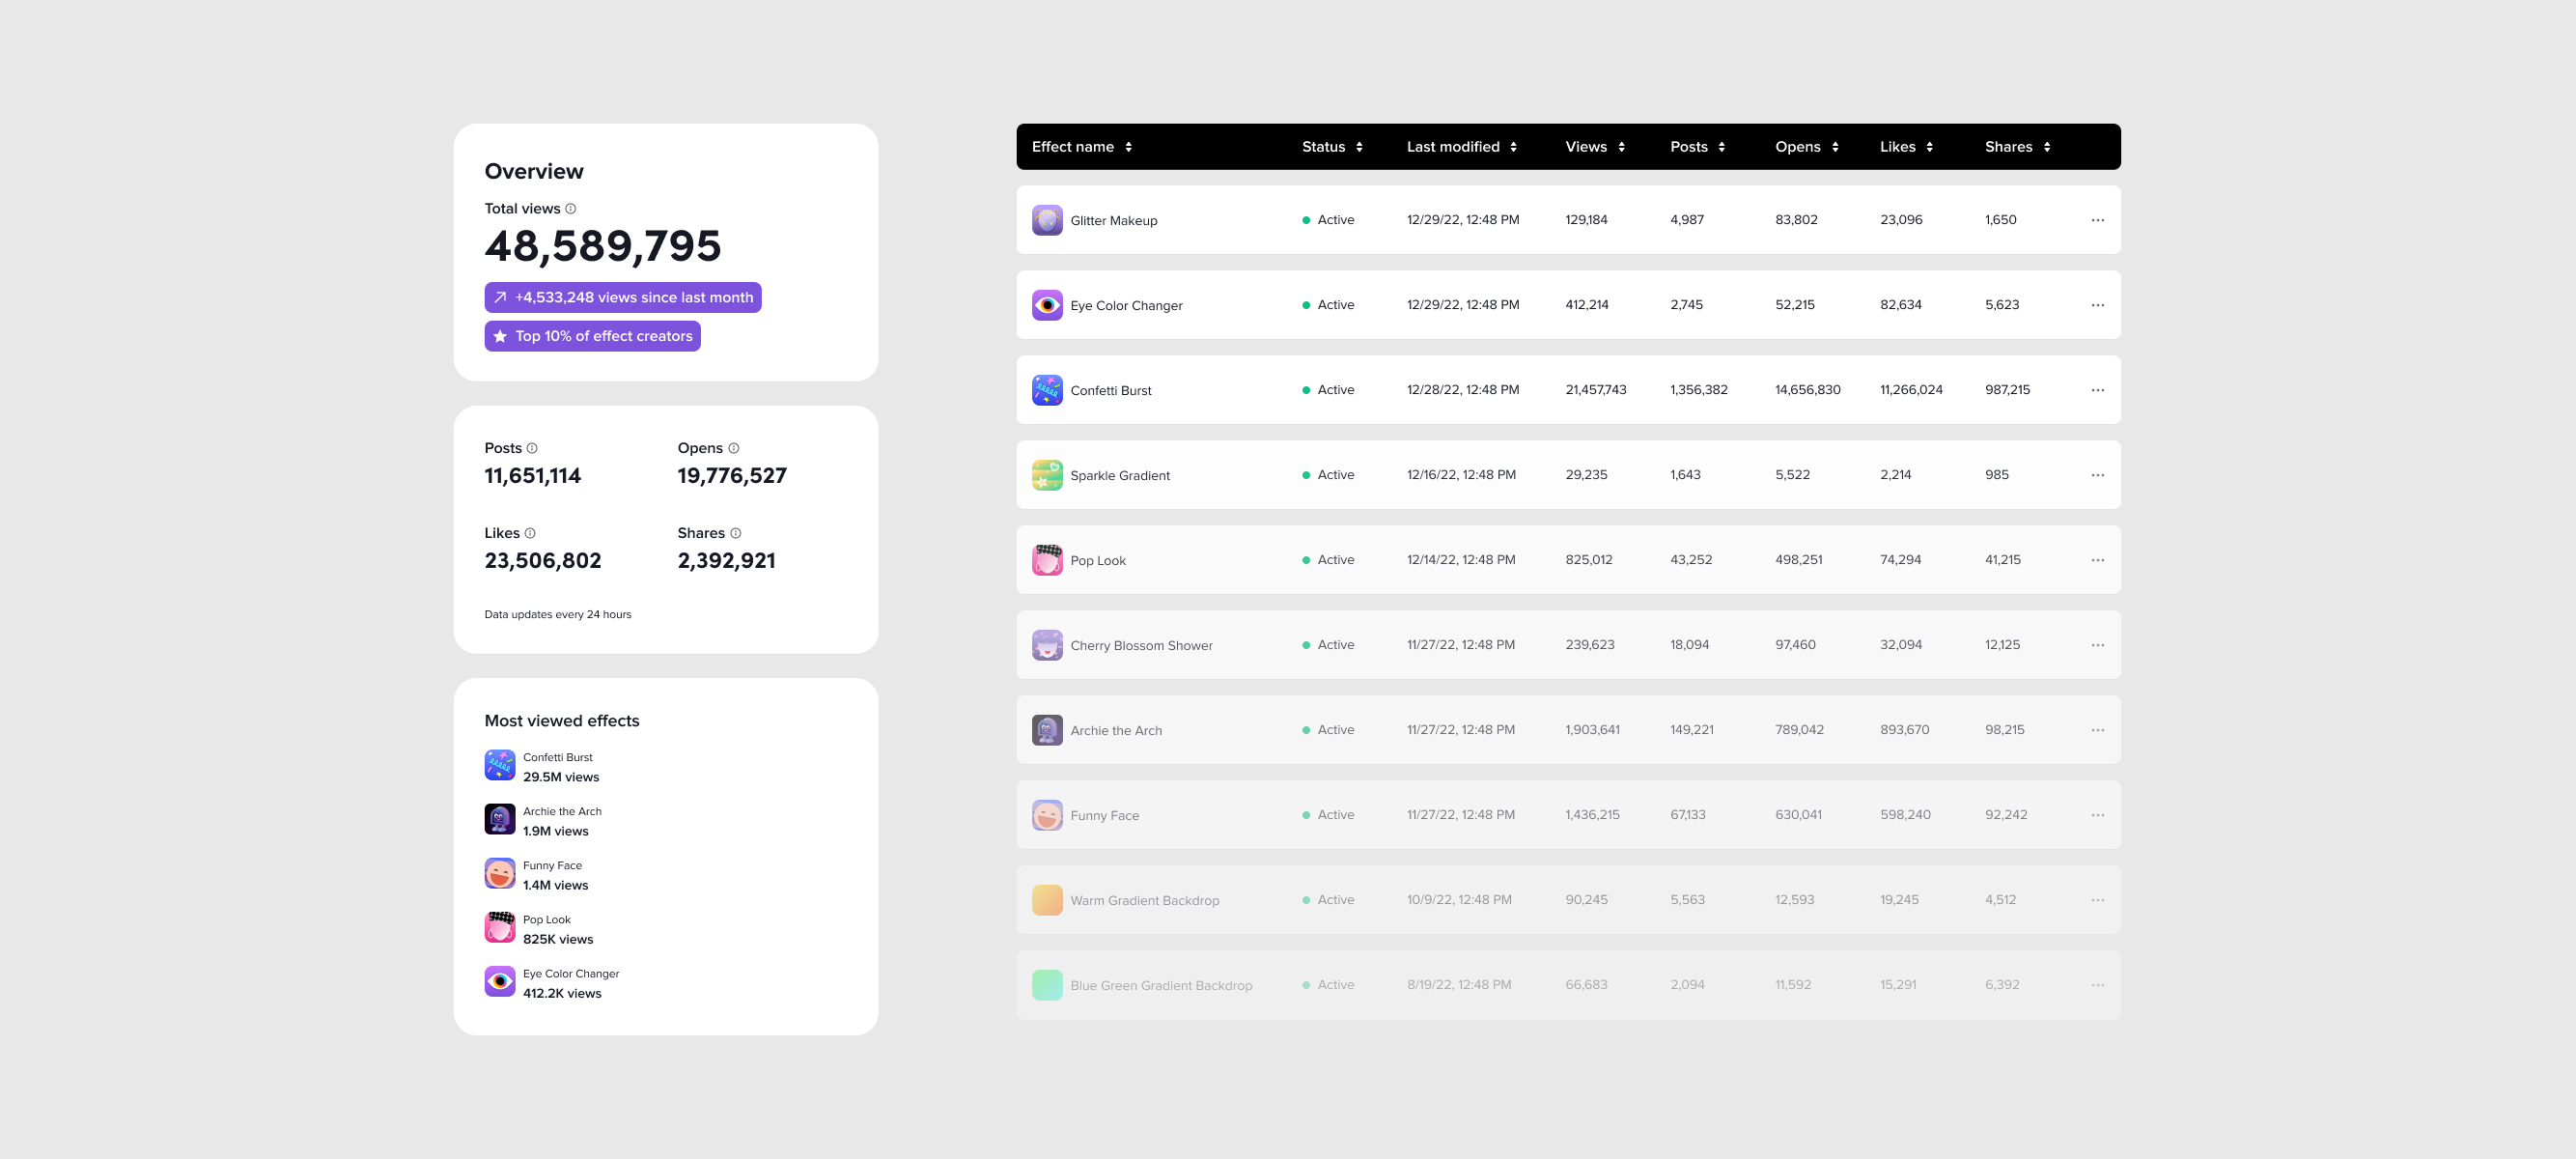 Overview
Total views
48,589,795
+4,533,248 views since last month
Top 10% of effect creators
Posts Opens
11,651,114 19,776,527
Likes Shares
23,506,802 2,392,921
Data updates every 24 hours
Most viewed effects
Confetti Burst
29.5M views
Archie the Arch
1.9M views
Funny Face
1.4M views
Pop Look
825K views
Eye Color Changer
412.2K views
Effect name Status Last modified Views Posts Opens Likes Shares
Glitter Makeup Active 12/29/22, 12:48 PM 129,184 4,987 83,802 23,096 1,650
Eye Color Changer Active 12/29/22, 12:48 PM 412,214 2,745 52,215 82,634 5,623
Confetti Burst Active 12/28/22, 12:48 PM 21,457,743 1,356,382 14,656,830 11,266,024 987,215
Sparkle Gradient Active 12/16/22, 12:48 PM 29,235 1,643 5,522 2,214 985
Pop Look Active 12/14/22, 12:48 PM 825,012 43,252 498,251 74,294 41,215
Cherry Blossom Shower Active 11/27/22, 12:48 PM 239,623 18,094 97,460 32,094 12,125
Archie the Arch Active 11/27/22, 12:48 PM 1,903,641 149,221 789,042 893,670 98,215
Funny Face Active 11/27/22, 12:48 PM 1,436,215 67,133 630,041 598,240 92,242
Warm Gradient Backdrop Active 10/9/22, 12:48 PM 90,245 5,563 12,593 19,245 4,512
Blue Green Gradient Backdrop Active 8/19/22, 12:48 PM 66,683 2,094 11,592 15,291 6,392